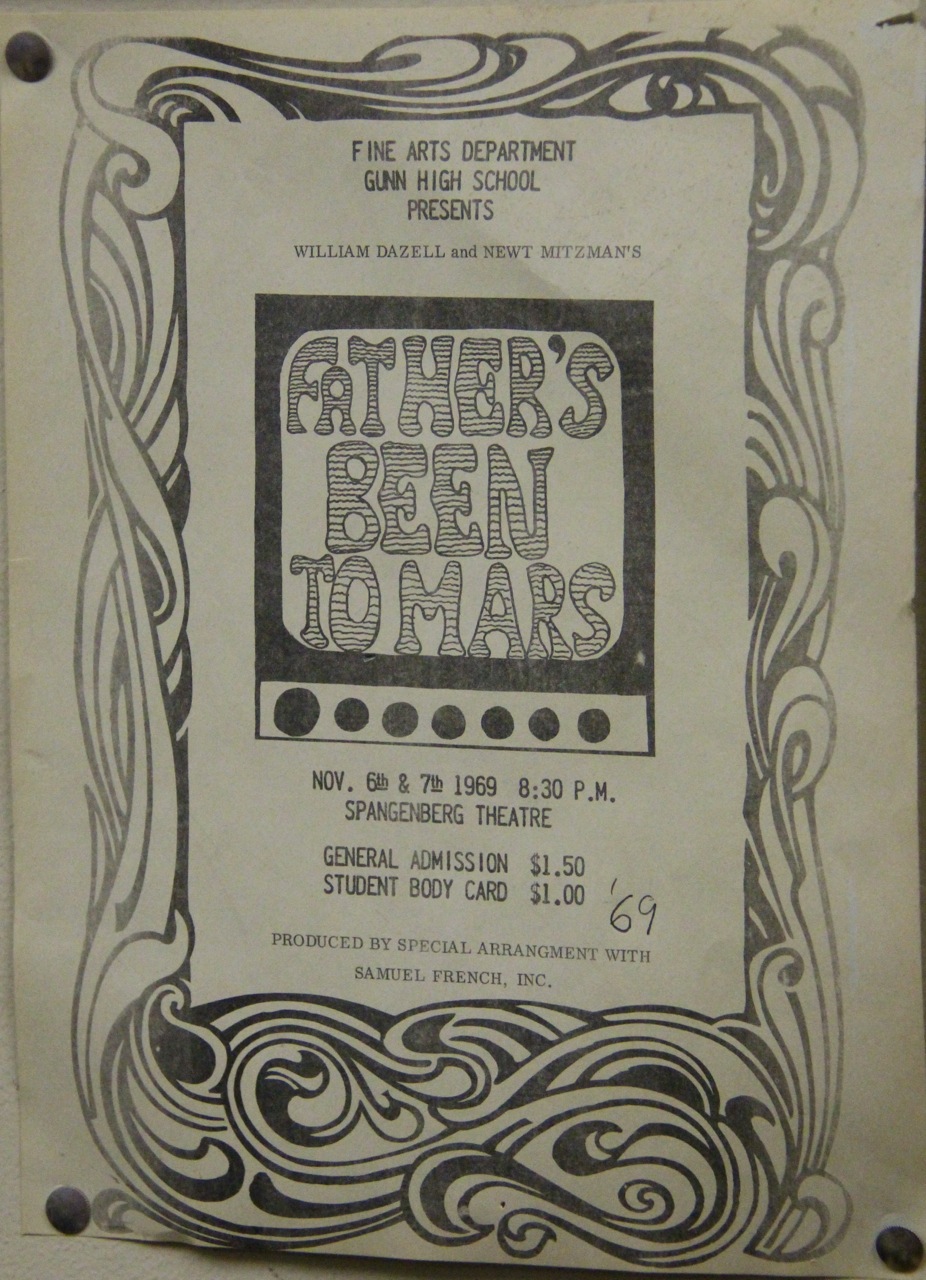 FINE ARTS DEPARTMENT
GUNN HIGH SCHOOL
PRESENTS
WILLIAM DAZELL and NEWT MITZMAN'S
FATHER'S
BEEN
TO MARS
NOV. 6th & 7th 1969 8:30 P.M.
SPANGENBERG THEATRE
GENERAL ADMISSION $1.50
STUDENT BODY CARD $1.00
'69
PRODUCED BY SPECIAL ARRANGMENT WITH
SAMUEL FRENCH, INC.